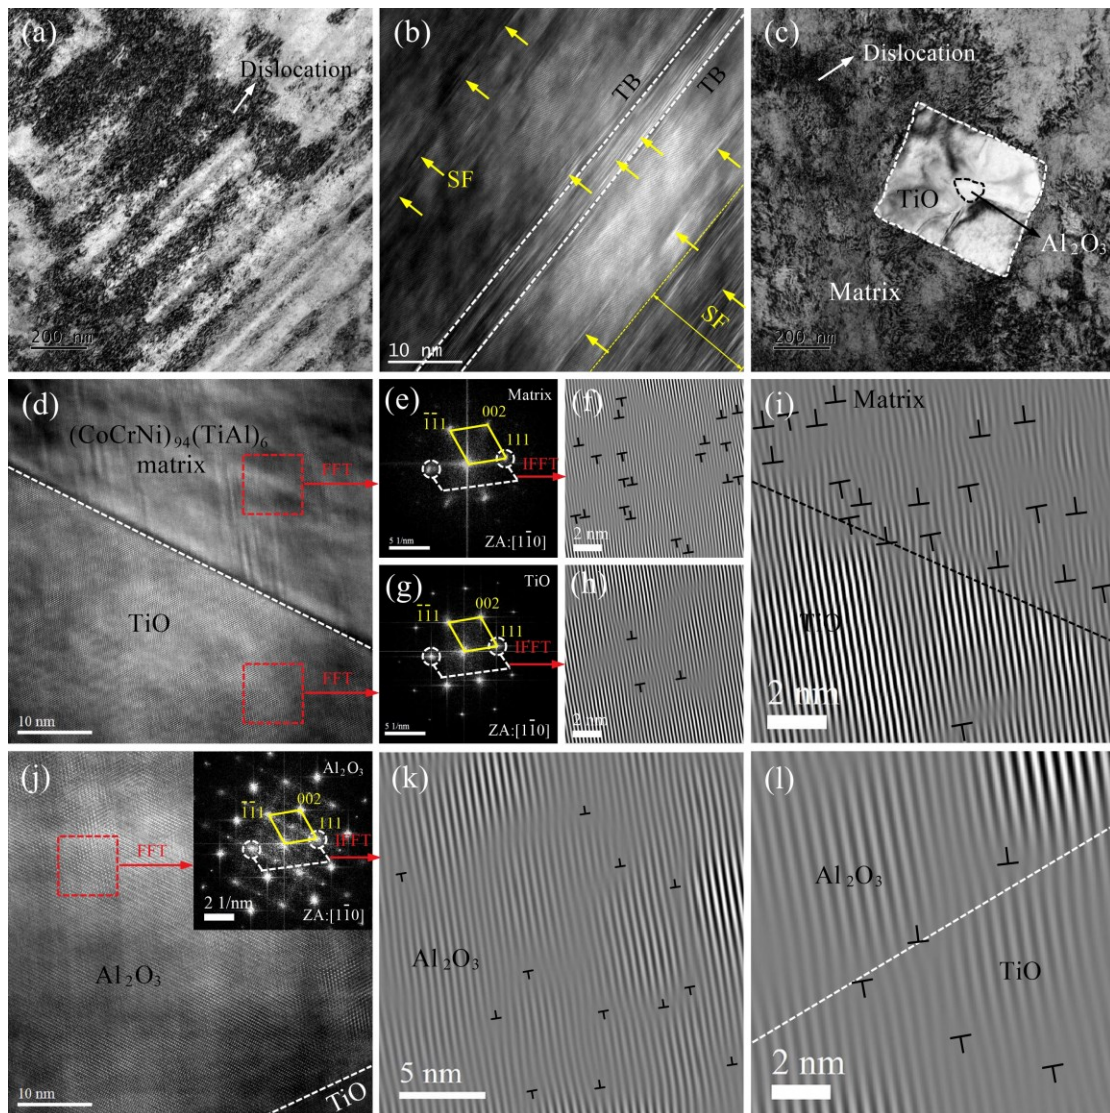 (a)
Dislocation
200 nm
(b)
TB
TB
SF
SF
10 nm
(c)
Dislocation
TiO
Al₂O₃
Matrix
200 nm
(d)
(CoCrNi)₉₄(TiAl)₆
matrix
FFT
TiO
FFT
10 nm
(e)
Matrix
1̅1̅1
002
111
IFFT
5 1/nm
ZA:[11̅0]
(f)
2 nm
(g)
TiO
1̅1̅1
002
111
IFFT
5 1/nm
ZA:[11̅0]
(h)
2 nm
(i)
Matrix
TiO
2 nm
(j)
FFT
Al₂O₃
TiO
10 nm
Al₂O₃
1̅1̅1
002
111
IFFT
2 1/nm
ZA:[11̅0]
(k)
Al₂O₃
5 nm
(l)
Al₂O₃
TiO
2 nm